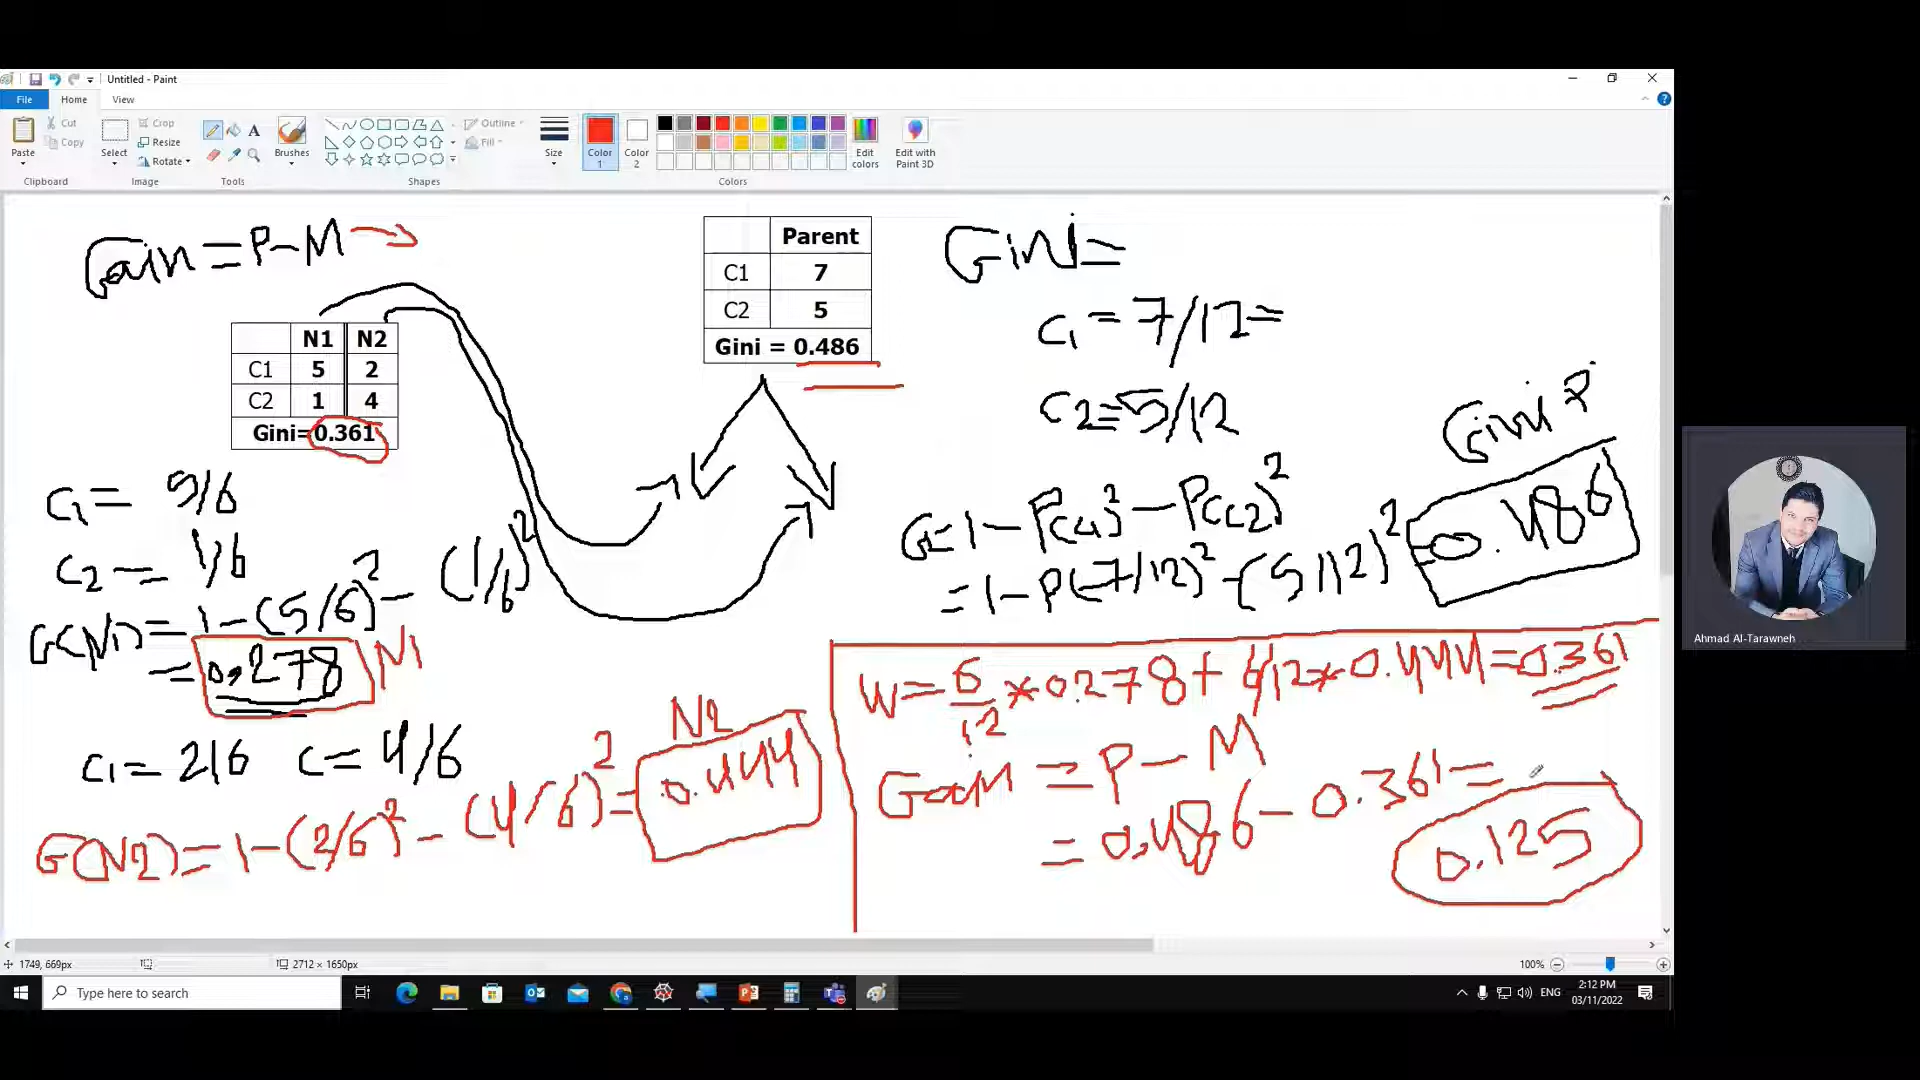 Untitled - Paint
File Home View
Paste Cut Copy
Clipboard
Select Crop Resize Rotate
Image
A
Tools
Brushes
Outline Fill
Shapes
Size
Color 1
Color 2
Edit colors
Edit with Paint 3D
Colors
Gain = P - M
Parent
C1 7
C2 5
Gini = 0.486
N1 N2
C1 5 2
C2 1 4
Gini=0.361
Gini=
C1 = 7/12 =
C2 = 5/12
Gini P
G=1-P(C1)² - P(C2)²
= 1-P(7/12)² - (5/12)² = 0.486
C1 = 5/6
C2 = 1/6
G(N1) = 1-(5/6)² - (1/6)²
= 0.278 N1
C1 = 2/6 C = 4/6
N2
G(N2) = 1-(2/6)² - (4/6)² = 0.444
W = 6/12 * 0.278 + 6/12 * 0.444 = 0.361
Gain = P - M
= 0.486 - 0.361 =
0.125
Ahmad Al-Tarawneh
1749, 669px
2712 × 1650px
100%
Type here to search
ENG
2:12 PM
03/11/2022